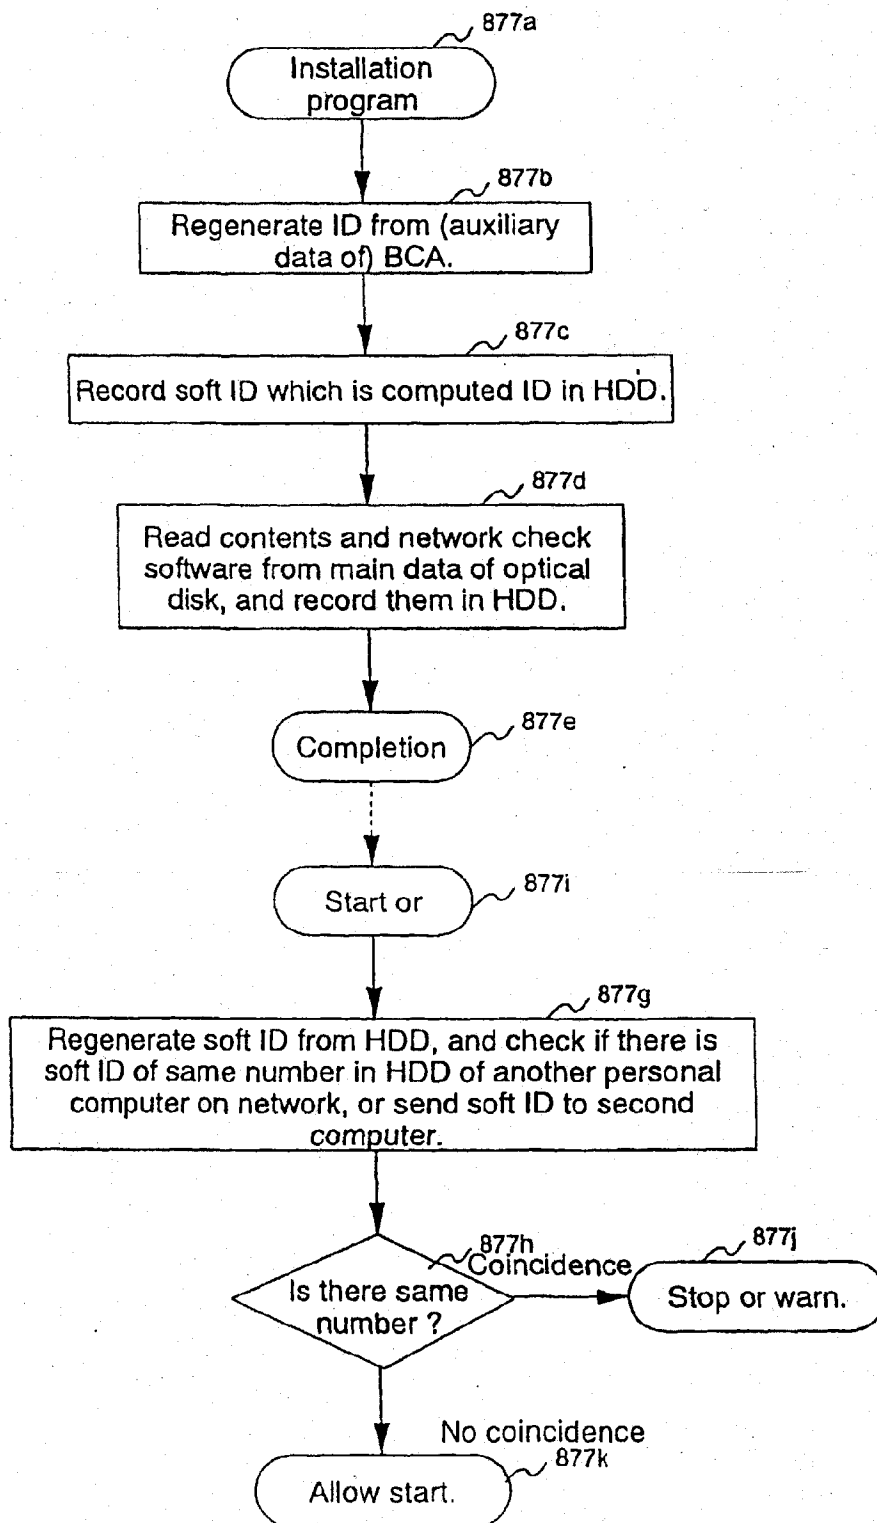 877a
Installation
program
877b
Regenerate ID from (auxiliary
data of) BCA.
877c
Record soft ID which is computed ID in HDD.
877d
Read contents and network check
software from main data of optical
disk, and record them in HDD.
877e
Completion
877i
Start or
877g
Regenerate soft ID from HDD, and check if there is
soft ID of same number in HDD of another personal
computer on network, or send soft ID to second
computer.
877h
Coincidence
877j
Is there same
number ?
Stop or warn.
No coincidence
877k
Allow start.